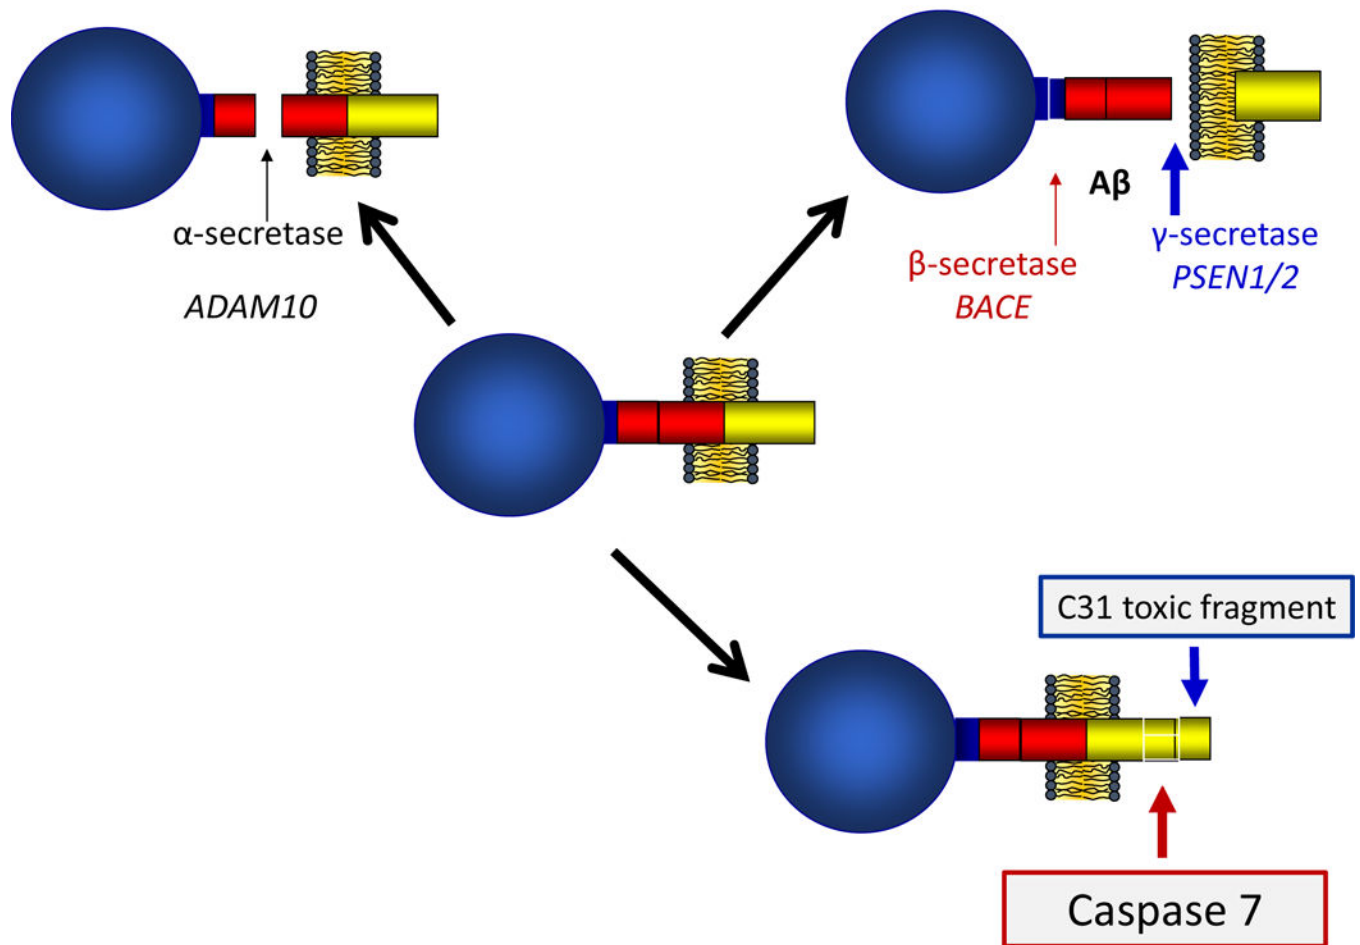 α-secretase
ADAM10
Aβ
β-secretase
BACE
γ-secretase
PSEN1/2
C31 toxic fragment
Caspase 7